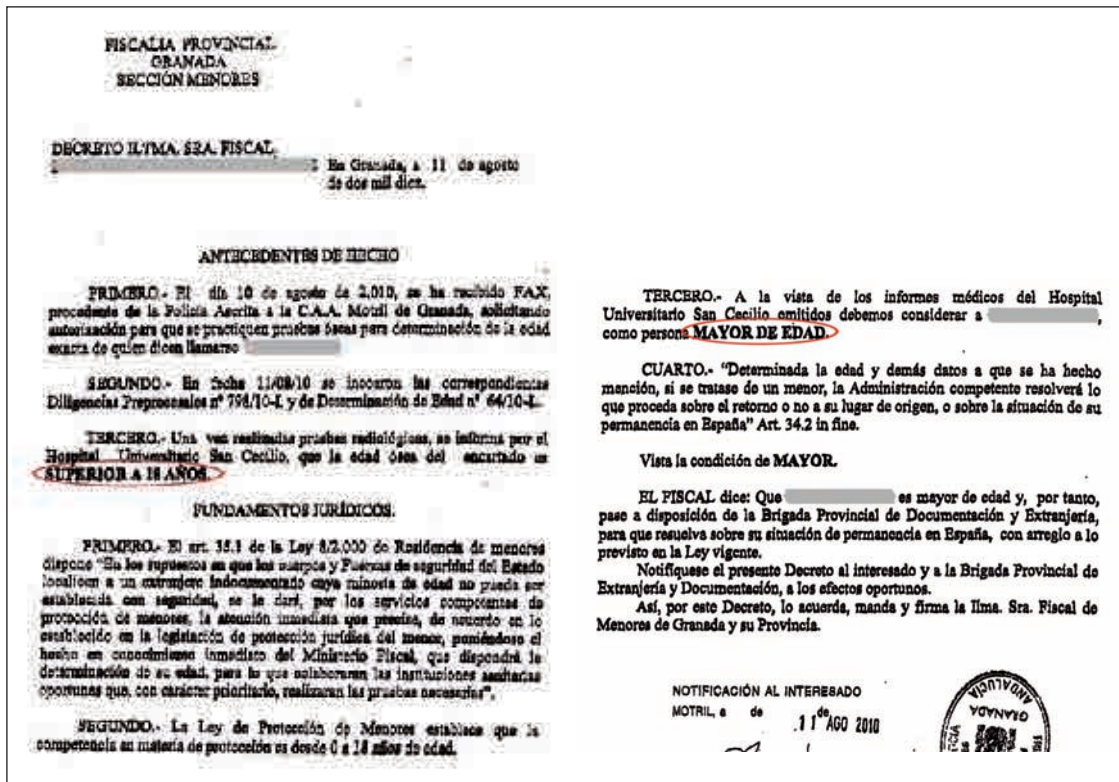 FISCALIA PROVINCIAL
GRANADA
SECCIÓN MENORES
DECRETO ILTMA. SRA. FISCAL
En Granada, a 11 de agosto
de dos mil diez.
ANTECEDENTES DE HECHO
PRIMERO.- El día 10 de agosto de 2.010, se ha recibido FAX,
procedente de la Policía Ascrita a la C.A.A. Motril de Granada, solicitando
autorización para que se practiquen pruebas óseas para determinación de la edad
exacta de quien dicen llamarse
SEGUNDO.- En fecha 11/08/10 se incoaron las correspondientes
Diligencias Preprocesales nº 798/10-L y de Determinación de Edad nº 64/10-L.
TERCERO.- Una vez realizadas pruebas radiológicas, se informa por el
Hospital Universitario San Cecilio, que la edad ósea del encartado es
SUPERIOR A 18 AÑOS.
FUNDAMENTOS JURÍDICOS.
PRIMERO.- El art. 35.1 de la Ley 8/2.000 de Residencia de menores
dispone "En los supuestos en que los cuerpos y Fuerzas de seguridad del Estado
localicen a un extranjero indocumentado cuya minoría de edad no pueda ser
establecida con seguridad, se le dará, por los servicios competentes de
protección de menores, la atención inmediata que precise, de acuerdo en lo
establecido en la legislación de protección jurídica del menor, poniéndose el
hecho en conocimiento inmediato del Ministerio Fiscal, que dispondrá la
determinación de su edad, para lo que colaboraran las instituciones sanitarias
oportunas que, con carácter prioritario, realizaran las pruebas necesarias".
SEGUNDO.- La Ley de Protección de Menores establece que la
competencia en materia de protección es desde 0 a 18 años de edad.
TERCERO.- A la vista de los informes médicos del Hospital
Universitario San Cecilio emitidos debemos considerar a ,
como persona MAYOR DE EDAD.
CUARTO.- "Determinada la edad y demás datos a que se ha hecho
mención, si se tratase de un menor, la Administración competente resolverá lo
que proceda sobre el retorno o no a su lugar de origen, o sobre la situación de su
permanencia en España" Art. 34.2 in fine.
Vista la condición de MAYOR.
EL FISCAL dice: Que es mayor de edad y, por tanto,
pase a disposición de la Brigada Provincial de Documentación y Extranjería,
para que resuelva sobre su situación de permanencia en España, con arreglo a lo
previsto en la Ley vigente.
Notifíquese el presente Decreto al interesado y a la Brigada Provincial de
Extranjería y Documentación, a los efectos oportunos.
Así, por este Decreto, lo acuerda, manda y firma la Ilma. Sra. Fiscal de
Menores de Granada y su Provincia.
NOTIFICACIÓN AL INTERESADO
MOTRIL, a de de
11 AGO 2010
ANDALUCIA
GRANADA